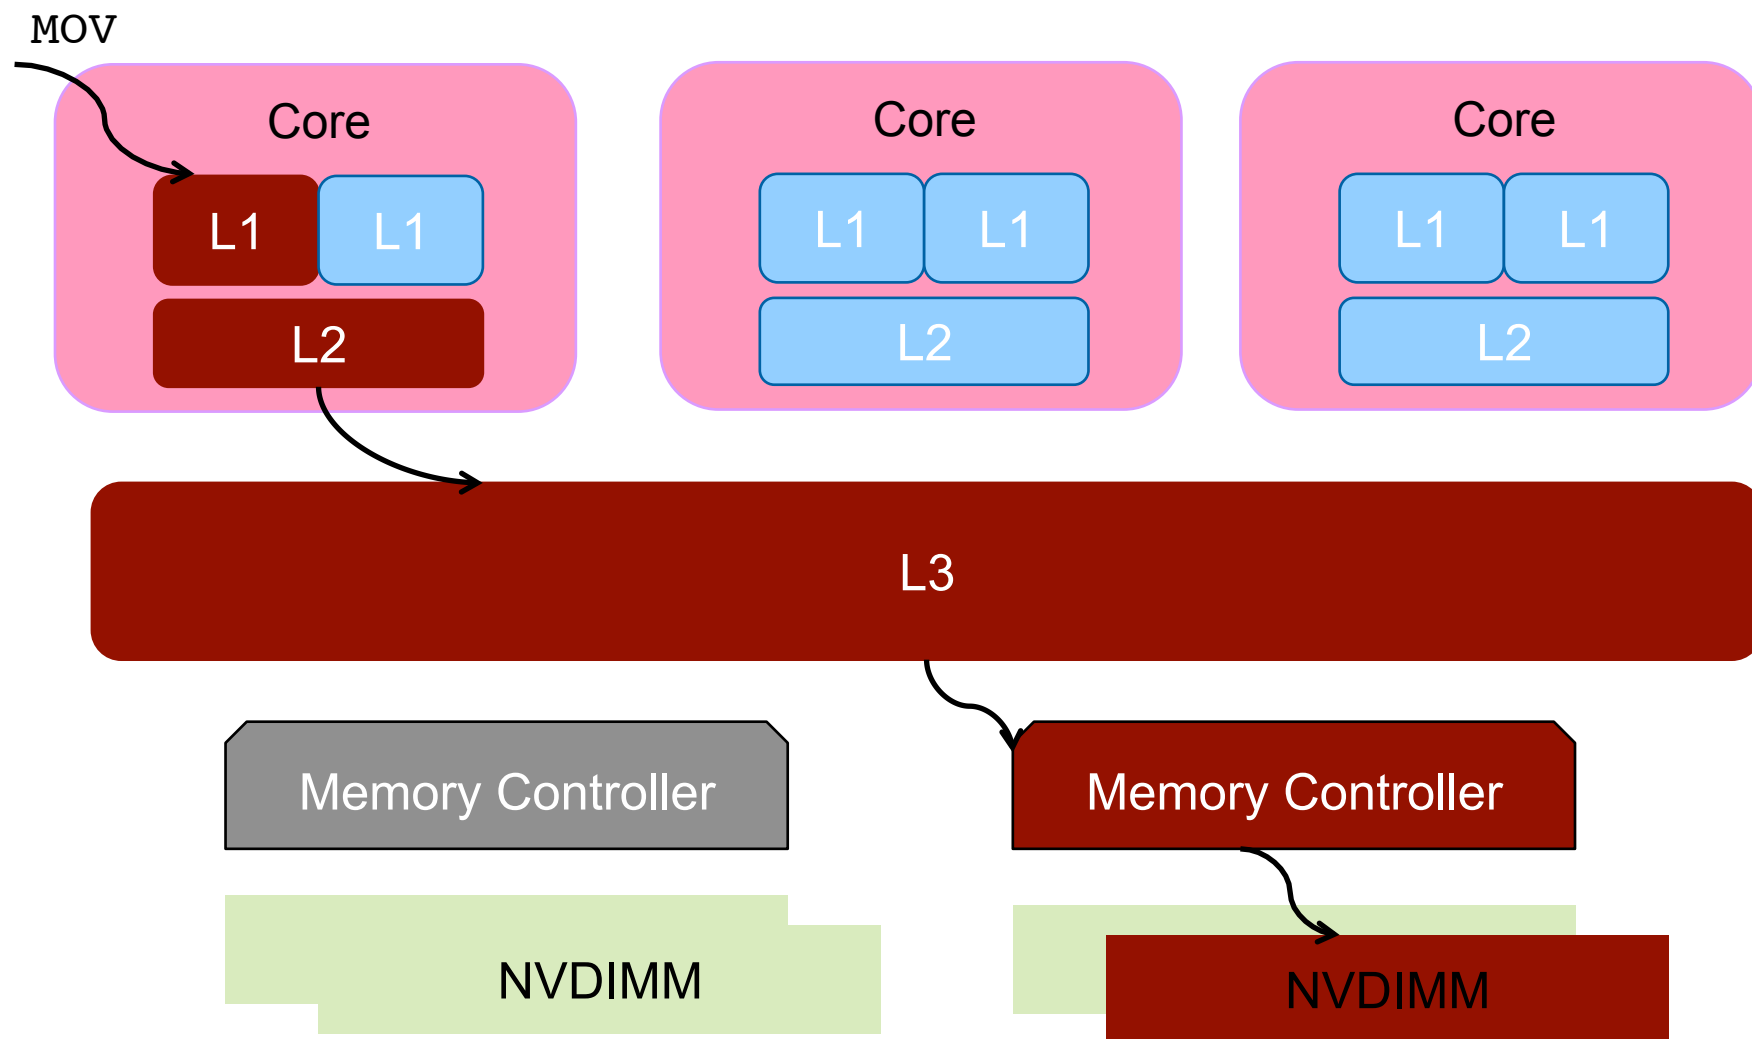 MOV
Core
Core
Core
L1 L1
L1 L1
L1 L1
L2
L2
L2
L3
Memory Controller
Memory Controller
NVDIMM
NVDIMM